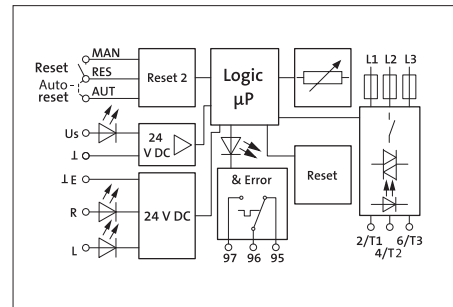 MAN
Reset
RES
Auto
reset
AUT
Reset 2
Logic
µP
L1 L2 L3
Us
⊥
24
V DC
⊥E
R
L
24 V DC
& Error
97 96 95
Reset
2/T1 6/T3
4/T2